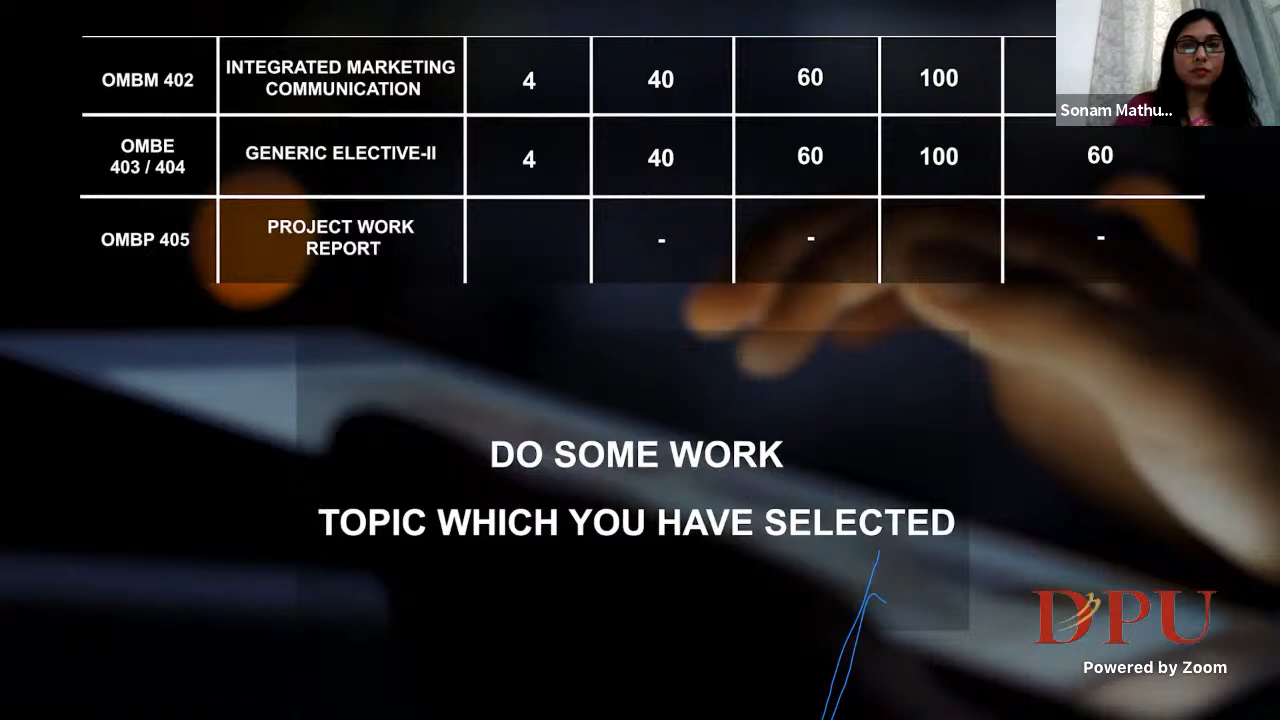 OMBM 402
INTEGRATED MARKETING
COMMUNICATION
4
40
60
100
Sonam Mathu...
OMBE
403 / 404
GENERIC ELECTIVE-II
4
40
60
100
60
OMBP 405
PROJECT WORK
REPORT
-
-
-
DO SOME WORK
TOPIC WHICH YOU HAVE SELECTED
DPU
Powered by Zoom